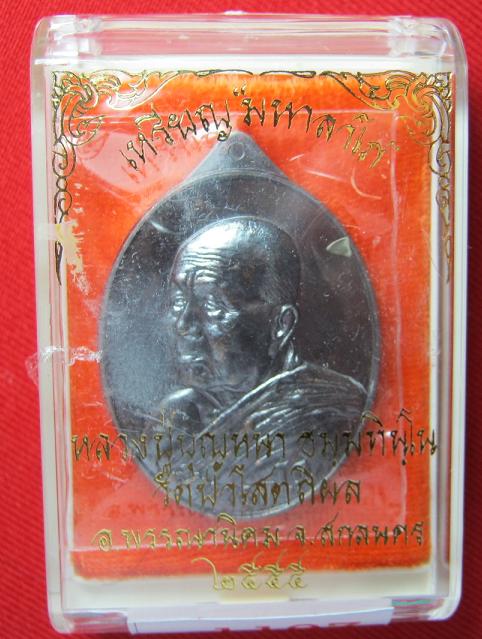 เหรียญ "มหาลาภ"
หลวงปู่บุญหนา ธมฺมทินฺโน
วัดป่าโสตถิผล
อ.พรรณานิคม จ.สกลนคร
๒๕๕๕